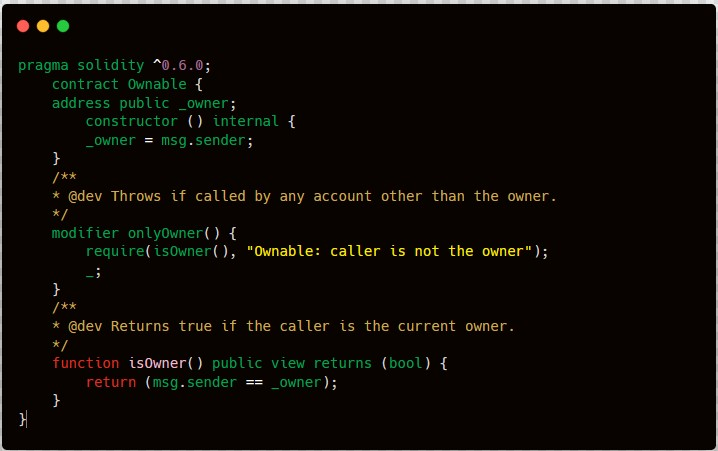 pragma solidity ^0.6.0;
    contract Ownable {
    address public _owner;
        constructor () internal {
        _owner = msg.sender;
    }
    /**
    * @dev Throws if called by any account other than the owner.
    */
    modifier onlyOwner() {
        require(isOwner(), "Ownable: caller is not the owner");
        _;
    }
    /**
    * @dev Returns true if the caller is the current owner.
    */
    function isOwner() public view returns (bool) {
        return (msg.sender == _owner);
    }
}